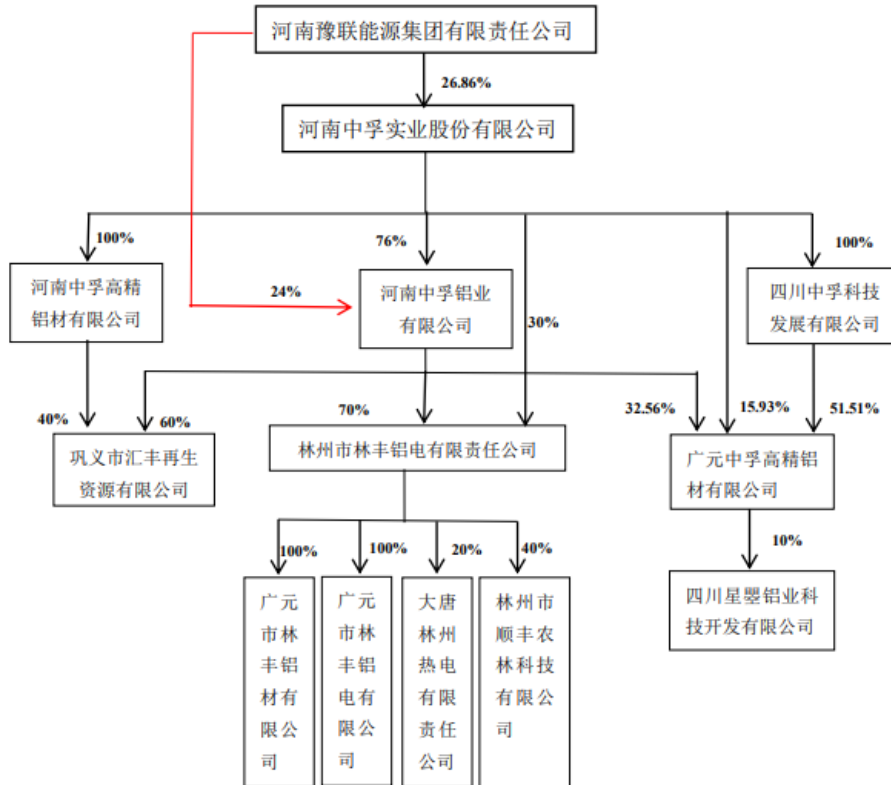 河南豫联能源集团有限责任公司
26.86%
河南中孚实业股份有限公司
100%
76%
100%
河南中孚高精
铝材有限公司
24%
河南中孚铝业
有限公司
30%
四川中孚科技
发展有限公司
40%
60%
70%
32.56%
15.93%
51.51%
巩义市汇丰再生
资源有限公司
林州市林丰铝电有限责任公司
广元中孚高精铝
材有限公司
100%
100%
20%
40%
10%
广元
市林
丰铝
材有
限公
司
广元
市林
丰铝
电有
限公
司
大唐
林州
热电
有限
责任
公司
林州市
顺丰农
林科技
有限公
司
四川星曌铝业科
技开发有限公司